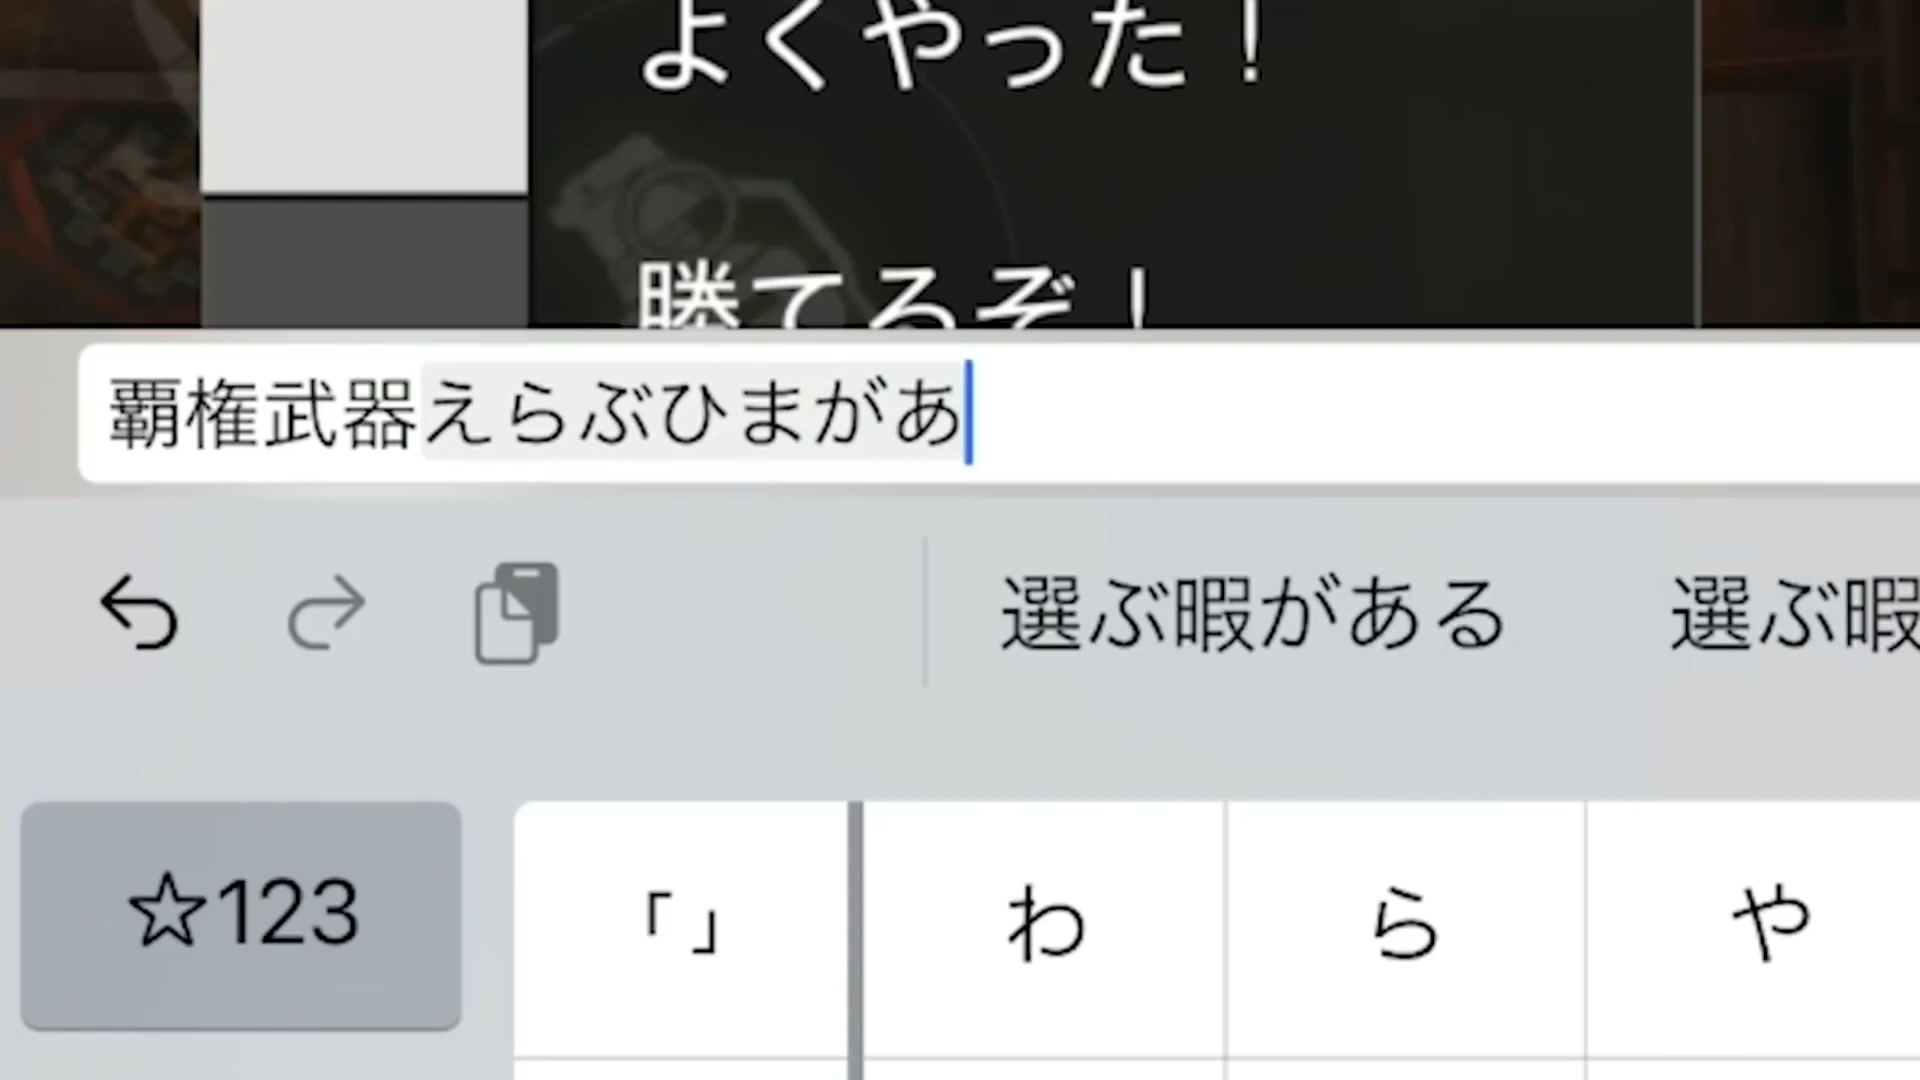 よくやった！
勝てるぞ！
覇権武器えらぶひまがあ
選ぶ暇がある 選ぶ暇
☆123 「」 わ ら や